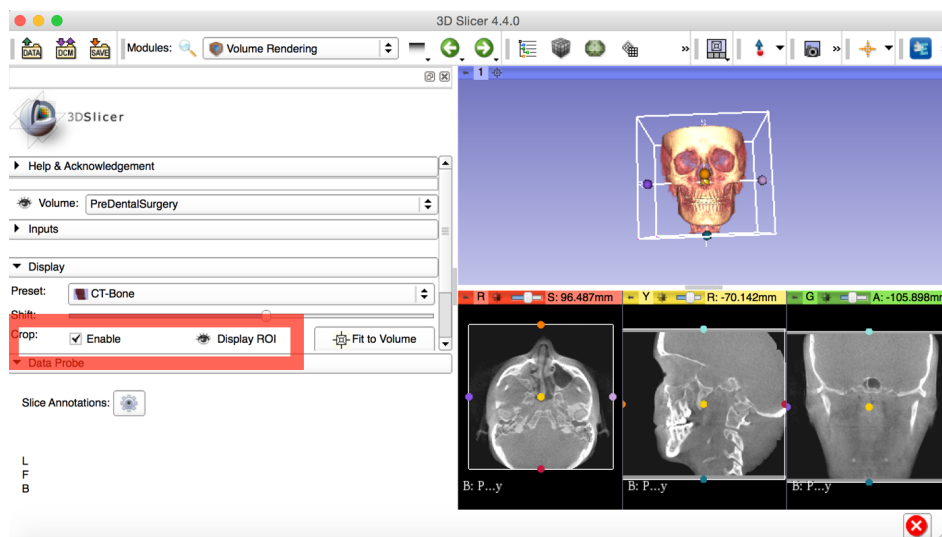 3D Slicer 4.4.0
DATA DCM SAVE Modules: Volume Rendering
1
3DSlicer
S
Help & Acknowledgement
Volume: PreDentalSurgery
Inputs
I
Display
Preset: CT-Bone
R S: 96.487mm Y R: -70.142mm G A: -105.898mm
Shift:
Crop: Enable Display ROI Fit to Volume
Data Probe
Slice Annotations:
L
F
B
B: P...y B: P...y B: P...y